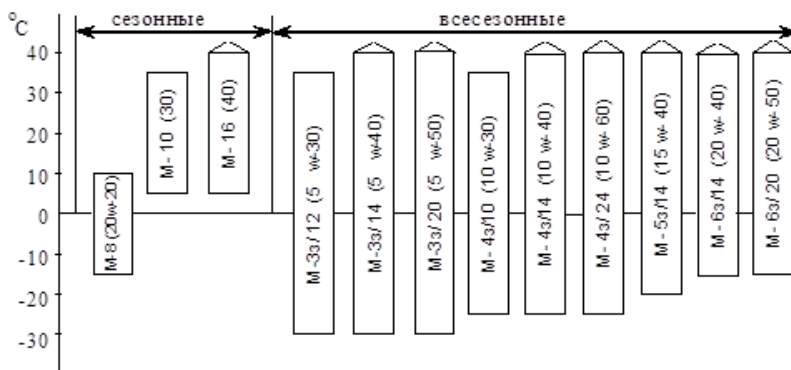 °C
сезонные
всесезонные
40
30
20
10
0
-10
-20
-30
М-8(20w-20)
М- 10 (30)
М- 16 (40)
М-3з/12 (5 w-30)
М-3з/14 (5 w-40)
М-3з/20 (5 w-50)
М- 4з/10 (10 w-30)
М- 4з/14 (10 w- 40)
М- 4з/ 24 (10 w- 60)
М- 5з/14 (15 w- 40)
М- 6з/14 (20 w- 40)
М- 6з/ 20 (20 w- 50)